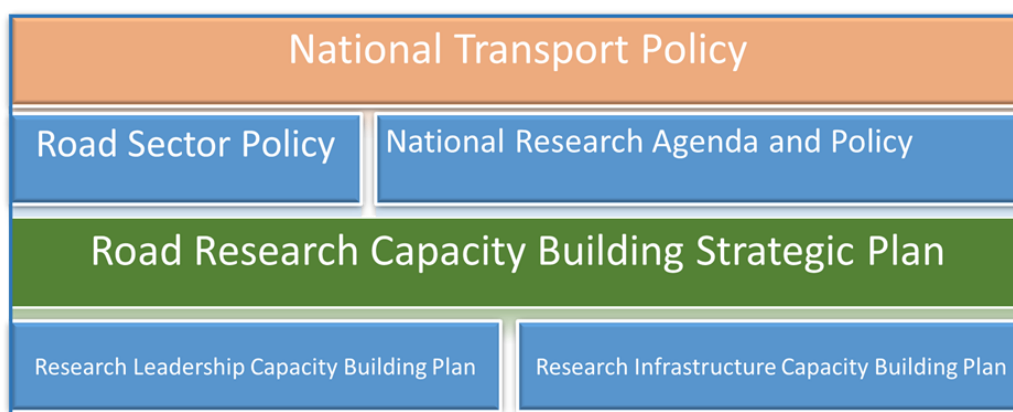 National Transport Policy
Road Sector Policy
National Research Agenda and Policy
Road Research Capacity Building Strategic Plan
Research Leadership Capacity Building Plan
Research Infrastructure Capacity Building Plan